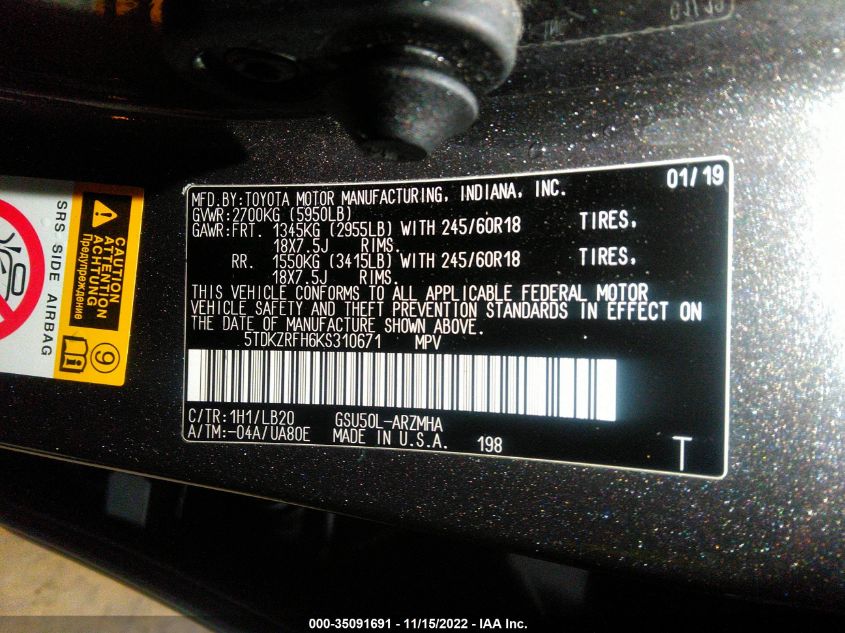 01/19
MFD.BY:TOYOTA MOTOR MANUFACTURING, INDIANA, INC. 01/19
GVWR:2700KG (5950LB)
GAWR:FRT. 1345KG (2955LB) WITH 245/60R18 TIRES,
18X7.5J RIMS.
RR. 1550KG (3415LB) WITH 245/60R18 TIRES,
18X7.5J RIMS.
THIS VEHICLE CONFORMS TO ALL APPLICABLE FEDERAL MOTOR
VEHICLE SAFETY AND THEFT PREVENTION STANDARDS IN EFFECT ON
THE DATE OF MANUFACTURE SHOWN ABOVE.
5TDKZRFH6KS310671 MPV
C/TR:1H1/LB20 GSU50L-ARZMHA
A/TM:-04A/UA80E MADE IN U.S.A. 198
T
CAUTION
ATTENTION
ACHTUNG
Предупреждение
SRS SIDE AIRBAG
9
000-35091691 - 11/15/2022 - IAA Inc.